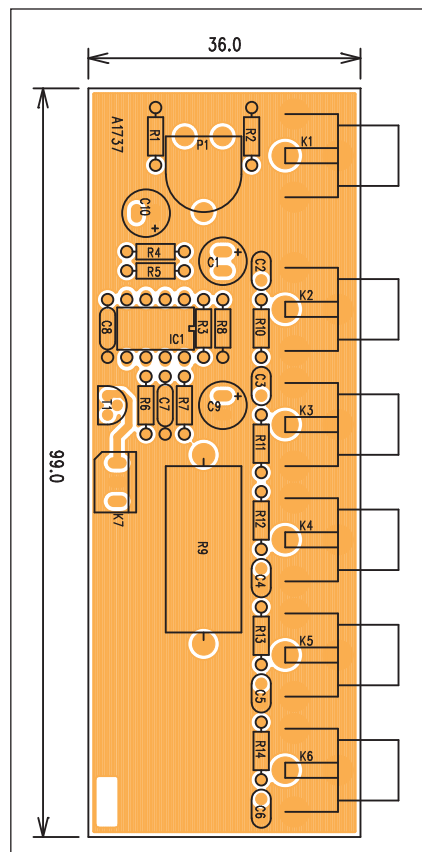 36.0
A1737
R1
P1
R2
K1
C10
+
R4
R5
C1
+
C2
K2
C8
IC1
R3
R8
R10
T1
R6
C7
R7
C9
+
C3
K3
R11
99.0
K7
R9
R12
K4
C4
R13
K5
C5
R14
K6
C6